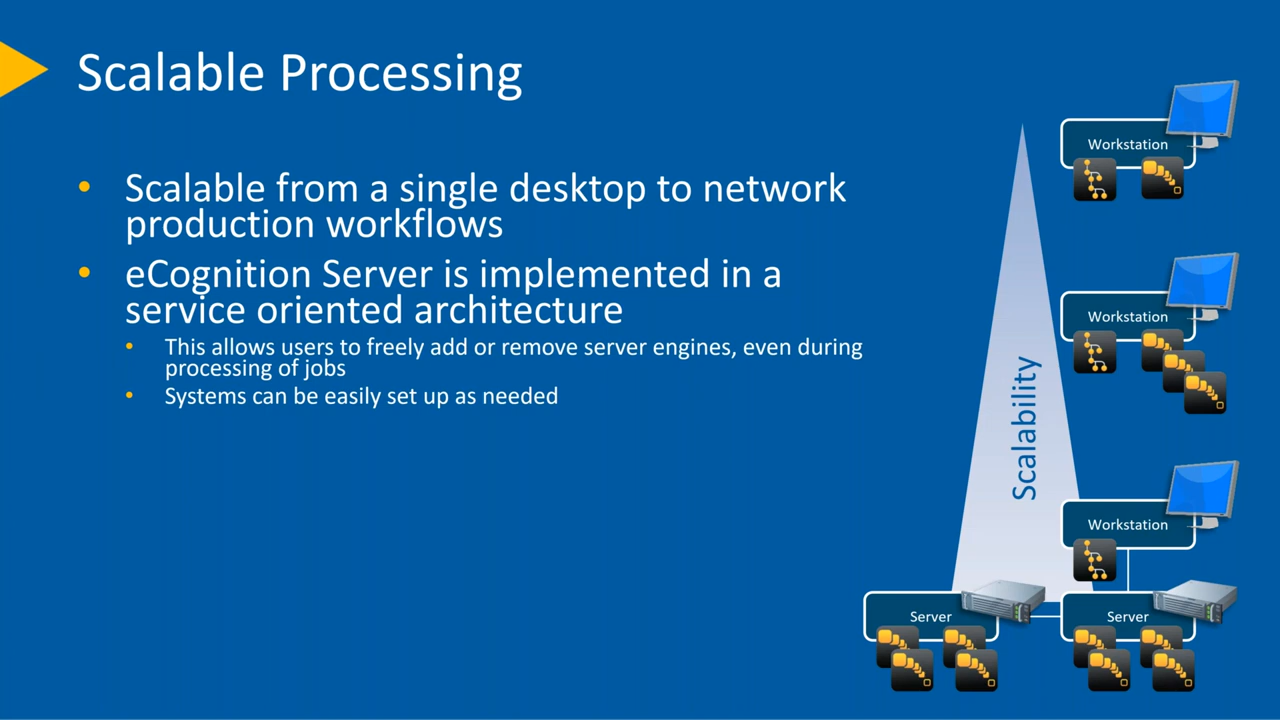 Scalable Processing
• Scalable from a single desktop to network
production workflows
• eCognition Server is implemented in a
service oriented architecture
• This allows users to freely add or remove server engines, even during
processing of jobs
• Systems can be easily set up as needed
Scalability
Workstation
Workstation
Workstation
Server
Server